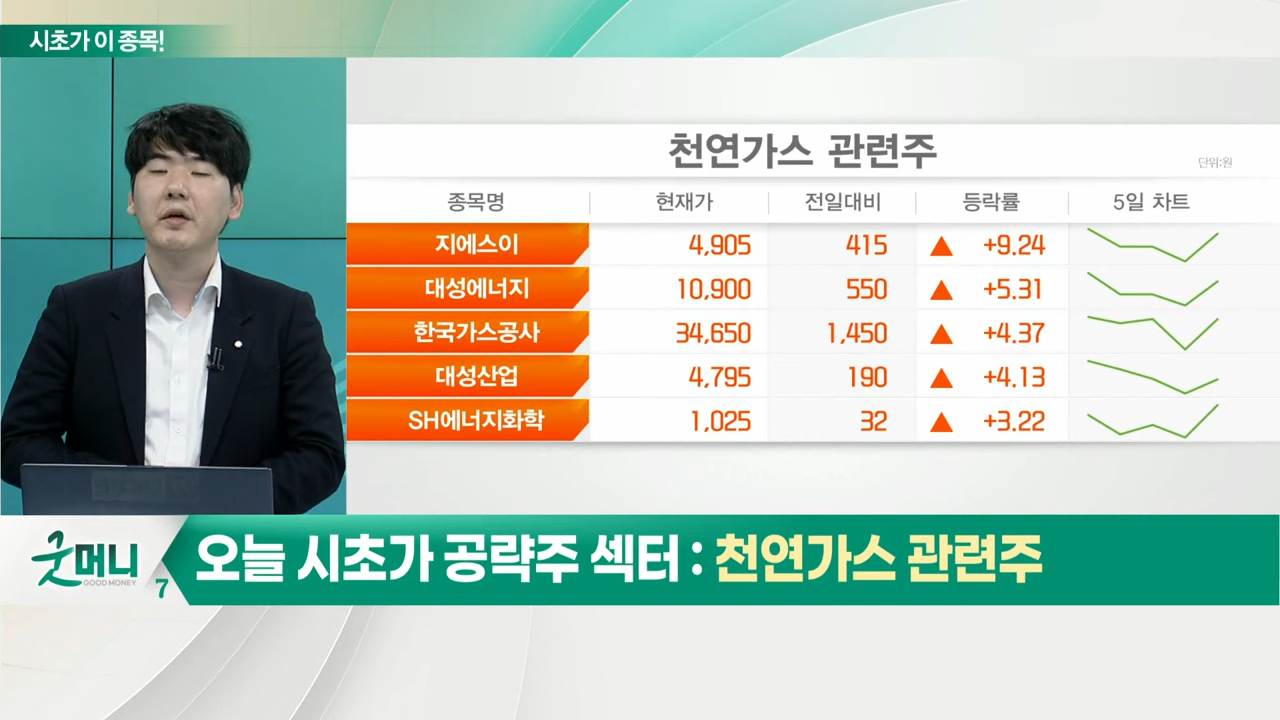 시초가 이 종목!
천연가스 관련주
단위:원
종목명 현재가 전일대비 등락률 5일 차트
지에스이 4,905 415 ▲ +9.24
대성에너지 10,900 550 ▲ +5.31
한국가스공사 34,650 1,450 ▲ +4.37
대성산업 4,795 190 ▲ +4.13
SH에너지화학 1,025 32 ▲ +3.22
굿머니
GOOD MONEY
7
오늘 시초가 공략주 섹터 : 천연가스 관련주